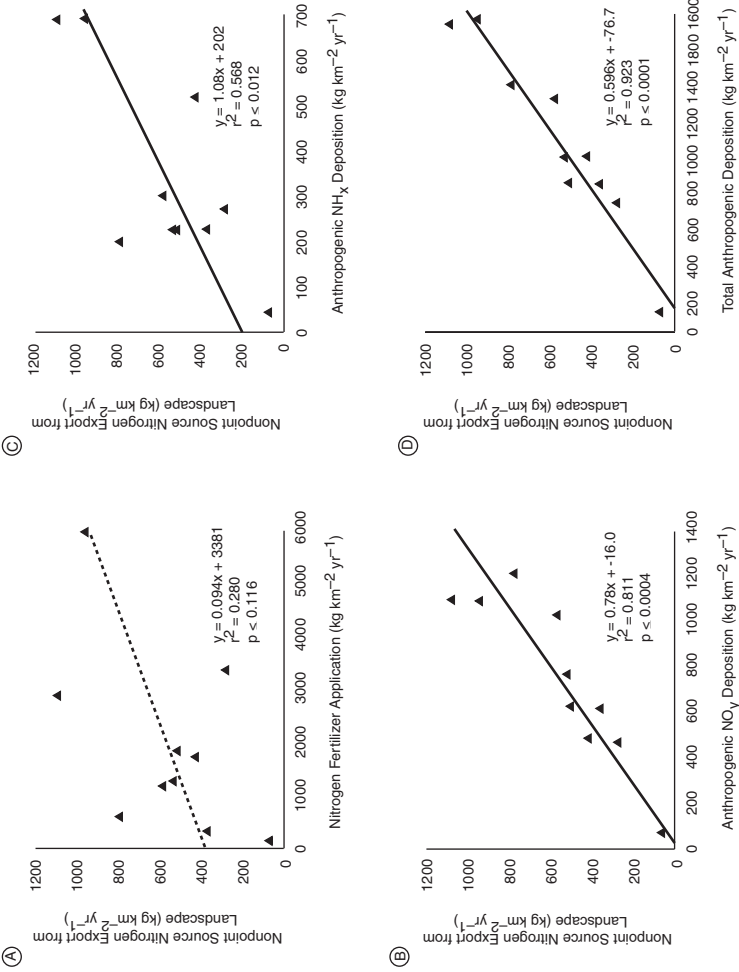 A
Nonpoint Source Nitrogen Export from
Landscape (kg km–2 yr–1)
1200
1000
800
600
400
200
0
y = 0.094x + 3381
r2 = 0.280
p < 0.116
0 1000 2000 3000 4000 5000 6000
Nitrogen Fertilizer Application (kg km–2 yr–1)
C
Nonpoint Source Nitrogen Export from
Landscape (kg km–2 yr–1)
1200
1000
800
600
400
200
0
y = 1.08x + 202
r2 = 0.568
p < 0.012
0 100 200 300 400 500 600 700
Anthropogenic NHx Deposition (kg km–2 yr–1)
B
Nonpoint Source Nitrogen Export from
Landscape (kg km–2 yr–1)
1200
1000
800
600
400
200
0
y = 0.78x + -16.0
r2 = 0.811
p < 0.0004
0 200 400 600 800 1000 1200 1400
Anthropogenic NOy Deposition (kg km–2 yr–1)
D
Nonpoint Source Nitrogen Export from
Landscape (kg km–2 yr–1)
1200
1000
800
600
400
200
0
y = 0.596x + -76.7
r2 = 0.923
p < 0.0001
0 200 400 600 800 1000 1200 1400 1800 1600
Total Anthropogenic Deposition (kg km–2 yr–1)